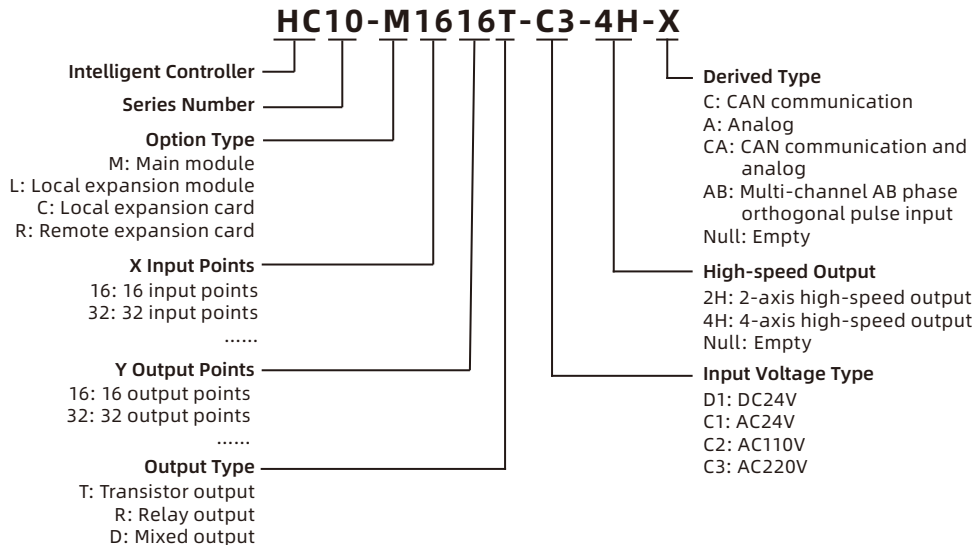 HC10-M1616T-C3-4H-X
Intelligent Controller
Series Number
Option Type
M: Main module
L: Local expansion module
C: Local expansion card
R: Remote expansion card
X Input Points
16: 16 input points
32: 32 input points
......
Y Output Points
16: 16 output points
32: 32 output points
......
Output Type
T: Transistor output
R: Relay output
D: Mixed output
Derived Type
C: CAN communication
A: Analog
CA: CAN communication and
analog
AB: Multi-channel AB phase
orthogonal pulse input
Null: Empty
High-speed Output
2H: 2-axis high-speed output
4H: 4-axis high-speed output
Null: Empty
Input Voltage Type
D1: DC24V
C1: AC24V
C2: AC110V
C3: AC220V